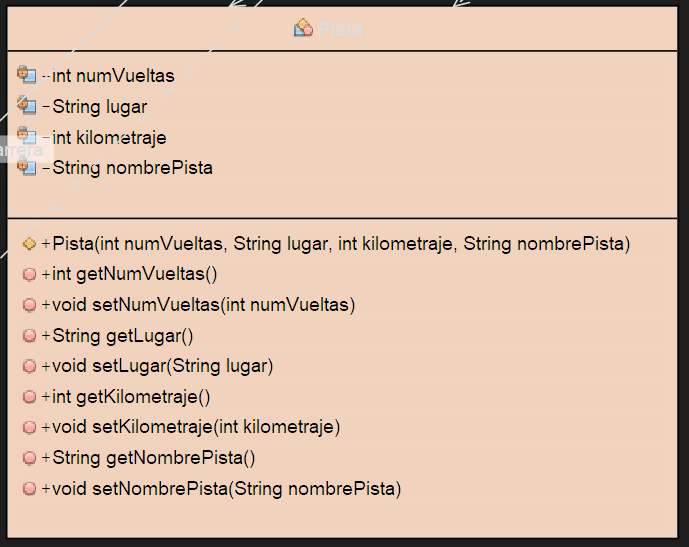 Pista
-int numVueltas
-String lugar
-int kilometraje
arrera
-String nombrePista
+Pista(int numVueltas, String lugar, int kilometraje, String nombrePista)
+int getNumVueltas()
+void setNumVueltas(int numVueltas)
+String getLugar()
+void setLugar(String lugar)
+int getKilometraje()
+void setKilometraje(int kilometraje)
+String getNombrePista()
+void setNombrePista(String nombrePista)